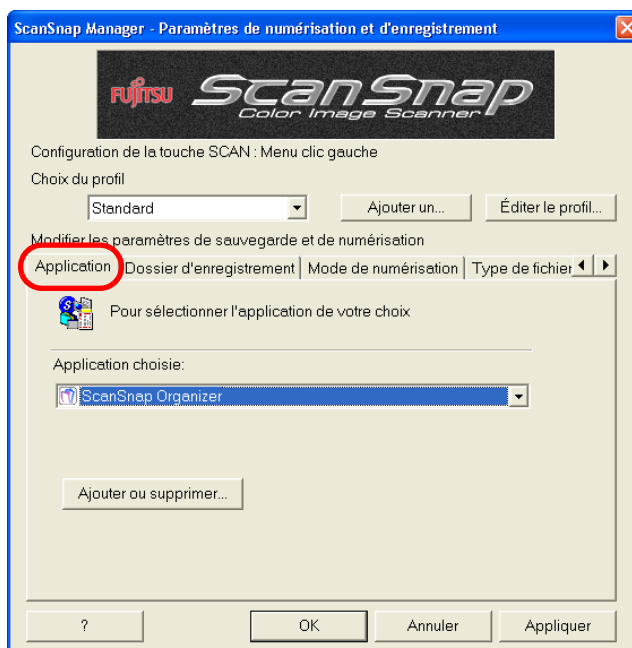 ScanSnap Manager - Paramètres de numérisation et d'enregistrement
FUJITSU ScanSnap
Color Image Scanner
Configuration de la touche SCAN : Menu clic gauche
Choix du profil
Standard Ajouter un... Éditer le profil...
Modifier les paramètres de sauvegarde et de numérisation
Application Dossier d'enregistrement Mode de numérisation Type de fichier
Pour sélectionner l'application de votre choix
Application choisie:
ScanSnap Organizer
Ajouter ou supprimer...
? OK Annuler Appliquer